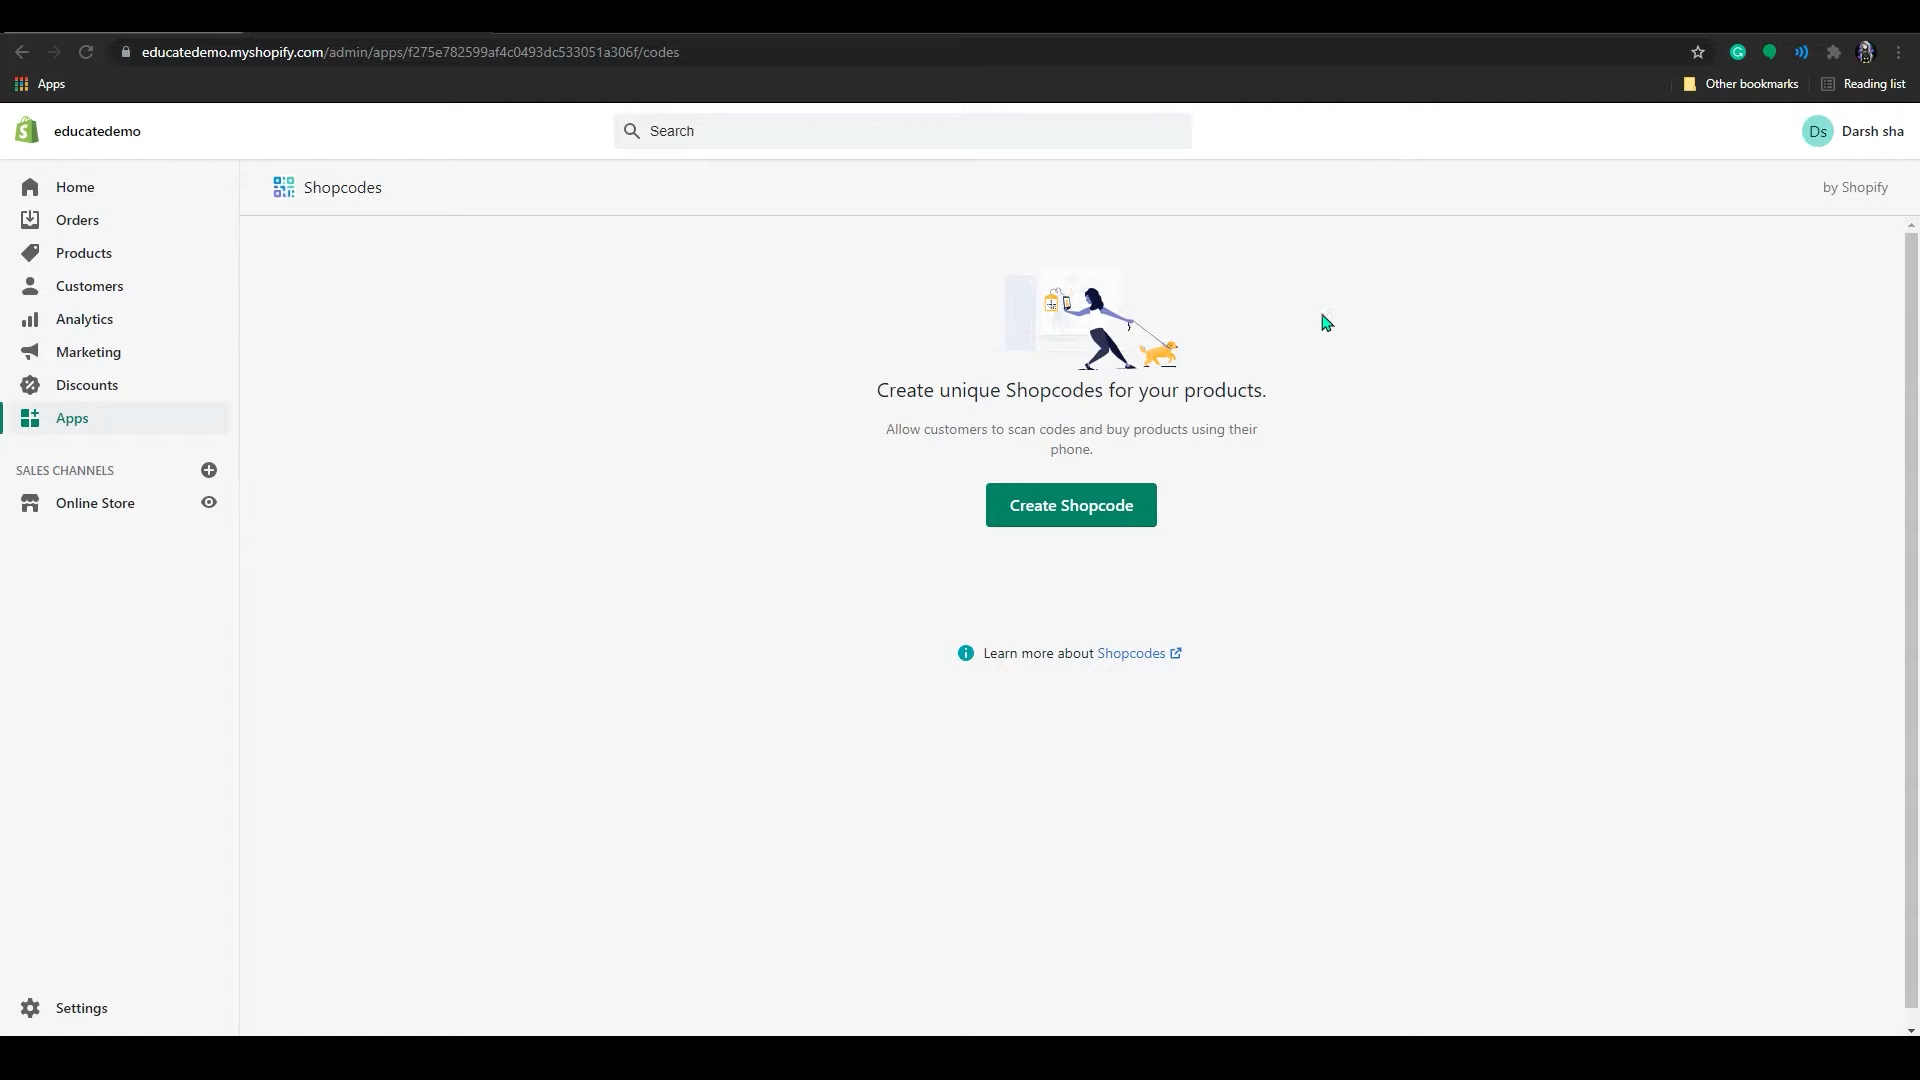 educatedemo.myshopify.com/admin/apps/f275e782599af4c0493dc533051a306f/codes
Apps
Other bookmarks
Reading list
educatedemo
Search
Ds
Darsh sha
Home
Orders
Products
Customers
Analytics
Marketing
Discounts
Apps
SALES CHANNELS
Online Store
Settings
Shopcodes
by Shopify
Create unique Shopcodes for your products.
Allow customers to scan codes and buy products using their
phone.
Create Shopcode
Learn more about Shopcodes